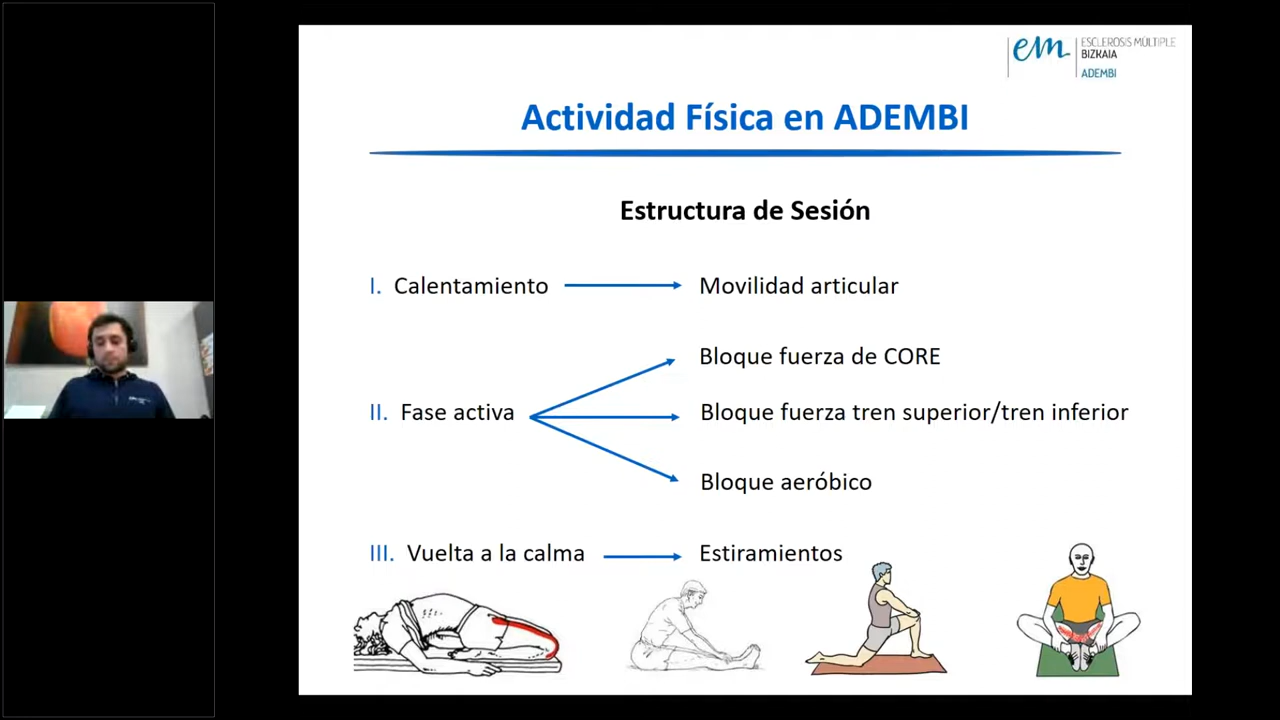 em
ESCLEROSIS MÚLTIPLE
BIZKAIA
ADEMBI
Actividad Física en ADEMBI
Estructura de Sesión
I. Calentamiento
Movilidad articular
Bloque fuerza de CORE
II. Fase activa
Bloque fuerza tren superior/tren inferior
Bloque aeróbico
III. Vuelta a la calma
Estiramientos